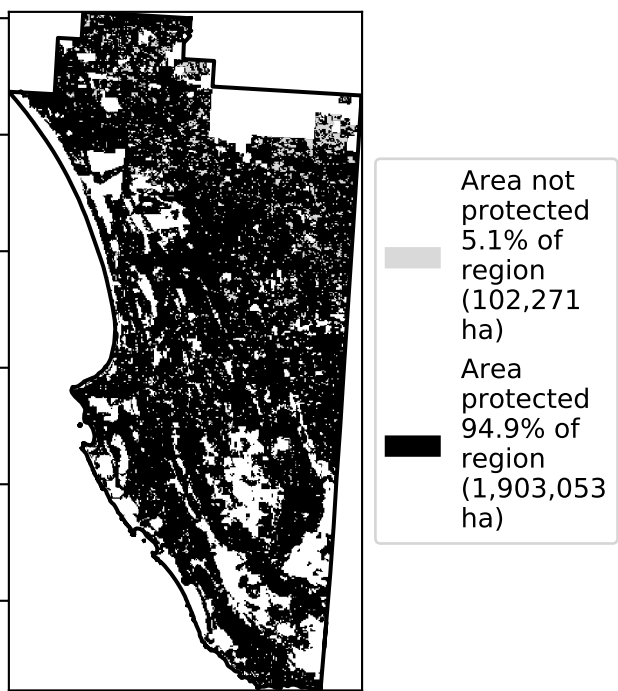 Area not
protected
5.1% of
region
(102,271
ha)
Area
protected
94.9% of
region
(1,903,053
ha)